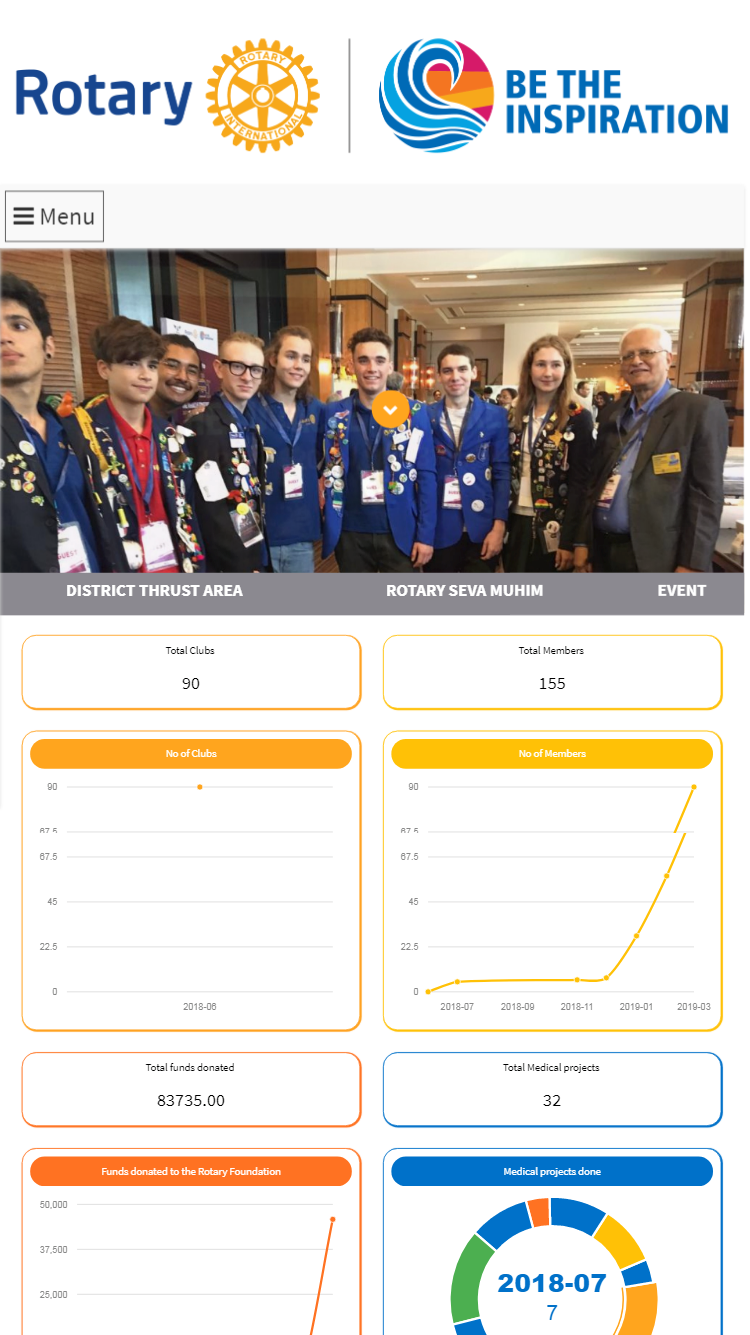 Rotary
ROTARY
INTERNATIONAL
BE THE
INSPIRATION
Menu
DISTRICT THRUST AREA ROTARY SEVA MUHIM EVENT
Total Clubs
90
Total Members
155
No of Clubs
90
67.5
67.5
45
22.5
0
2018-06
No of Members
90
67.5
67.5
45
22.5
0
2018-07 2018-09 2018-11 2019-01 2019-03
Total funds donated
83735.00
Total Medical projects
32
Funds donated to the Rotary Foundation
50,000
37,500
25,000
Medical projects done
2018-07
7